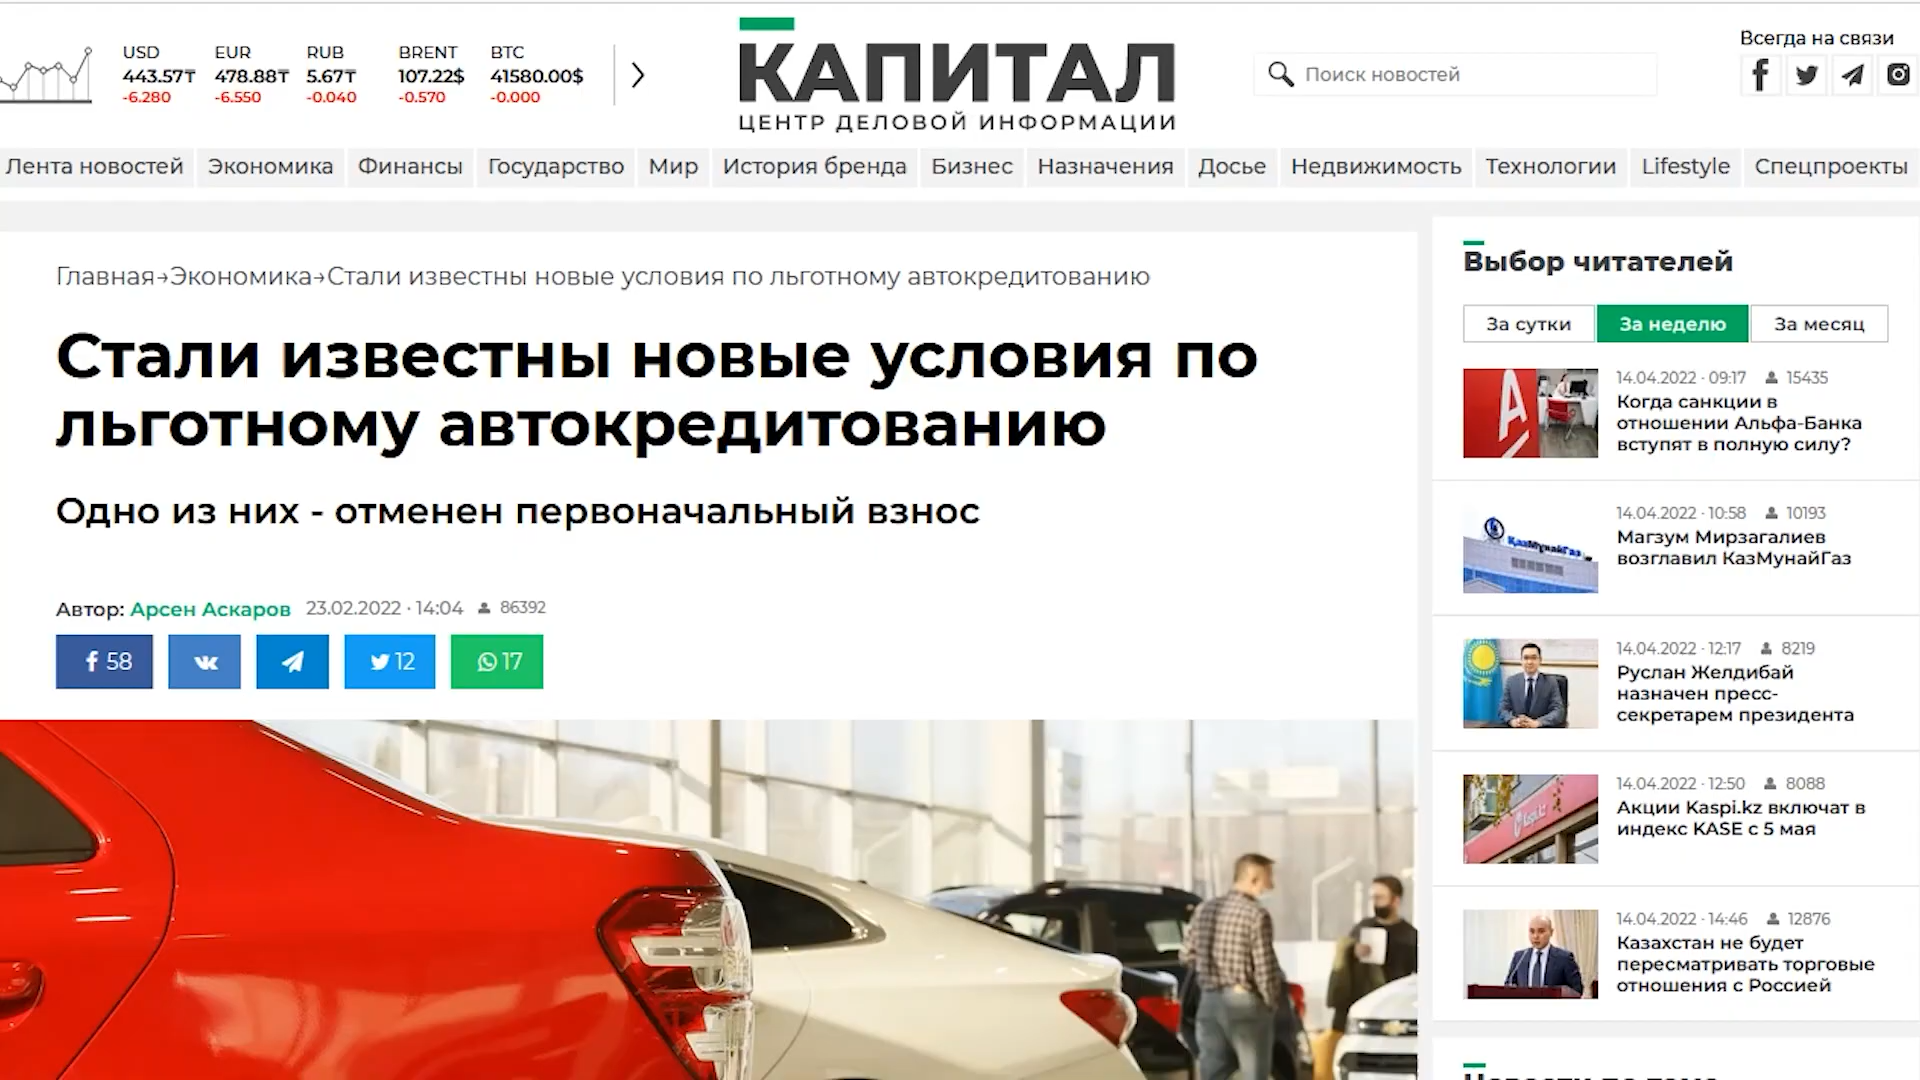 USD
443.57₸
-6.280
EUR
478.88₸
-6.550
RUB
5.67₸
-0.040
BRENT
107.22$
-0.570
BTC
41580.00$
-0.000
КАПИТАЛ
ЦЕНТР ДЕЛОВОЙ ИНФОРМАЦИИ
Поиск новостей
Всегда на связи
Лента новостей
Экономика
Финансы
Государство
Мир
История бренда
Бизнес
Назначения
Досье
Недвижимость
Технологии
Lifestyle
Спецпроекты
Главная→Экономика→Стали известны новые условия по льготному автокредитованию
Стали известны новые условия по
льготному автокредитованию
Одно из них - отменен первоначальный взнос
Автор: Арсен Аскаров 23.02.2022 · 14:04 86392
58
12
17
Выбор читателей
За сутки
За неделю
За месяц
14.04.2022 · 09:17 15435
Когда санкции в
отношении Альфа-Банка
вступят в полную силу?
14.04.2022 · 10:58 10193
Магзум Мирзагалиев
возглавил КазМунайГаз
ҚазМұнайГаз
14.04.2022 · 12:17 8219
Руслан Желдибай
назначен пресс-
секретарем президента
14.04.2022 · 12:50 8088
Акции Kaspi.kz включат в
индекс KASE с 5 мая
kaspi.kz
14.04.2022 · 14:46 12876
Казахстан не будет
пересматривать торговые
отношения с Россией